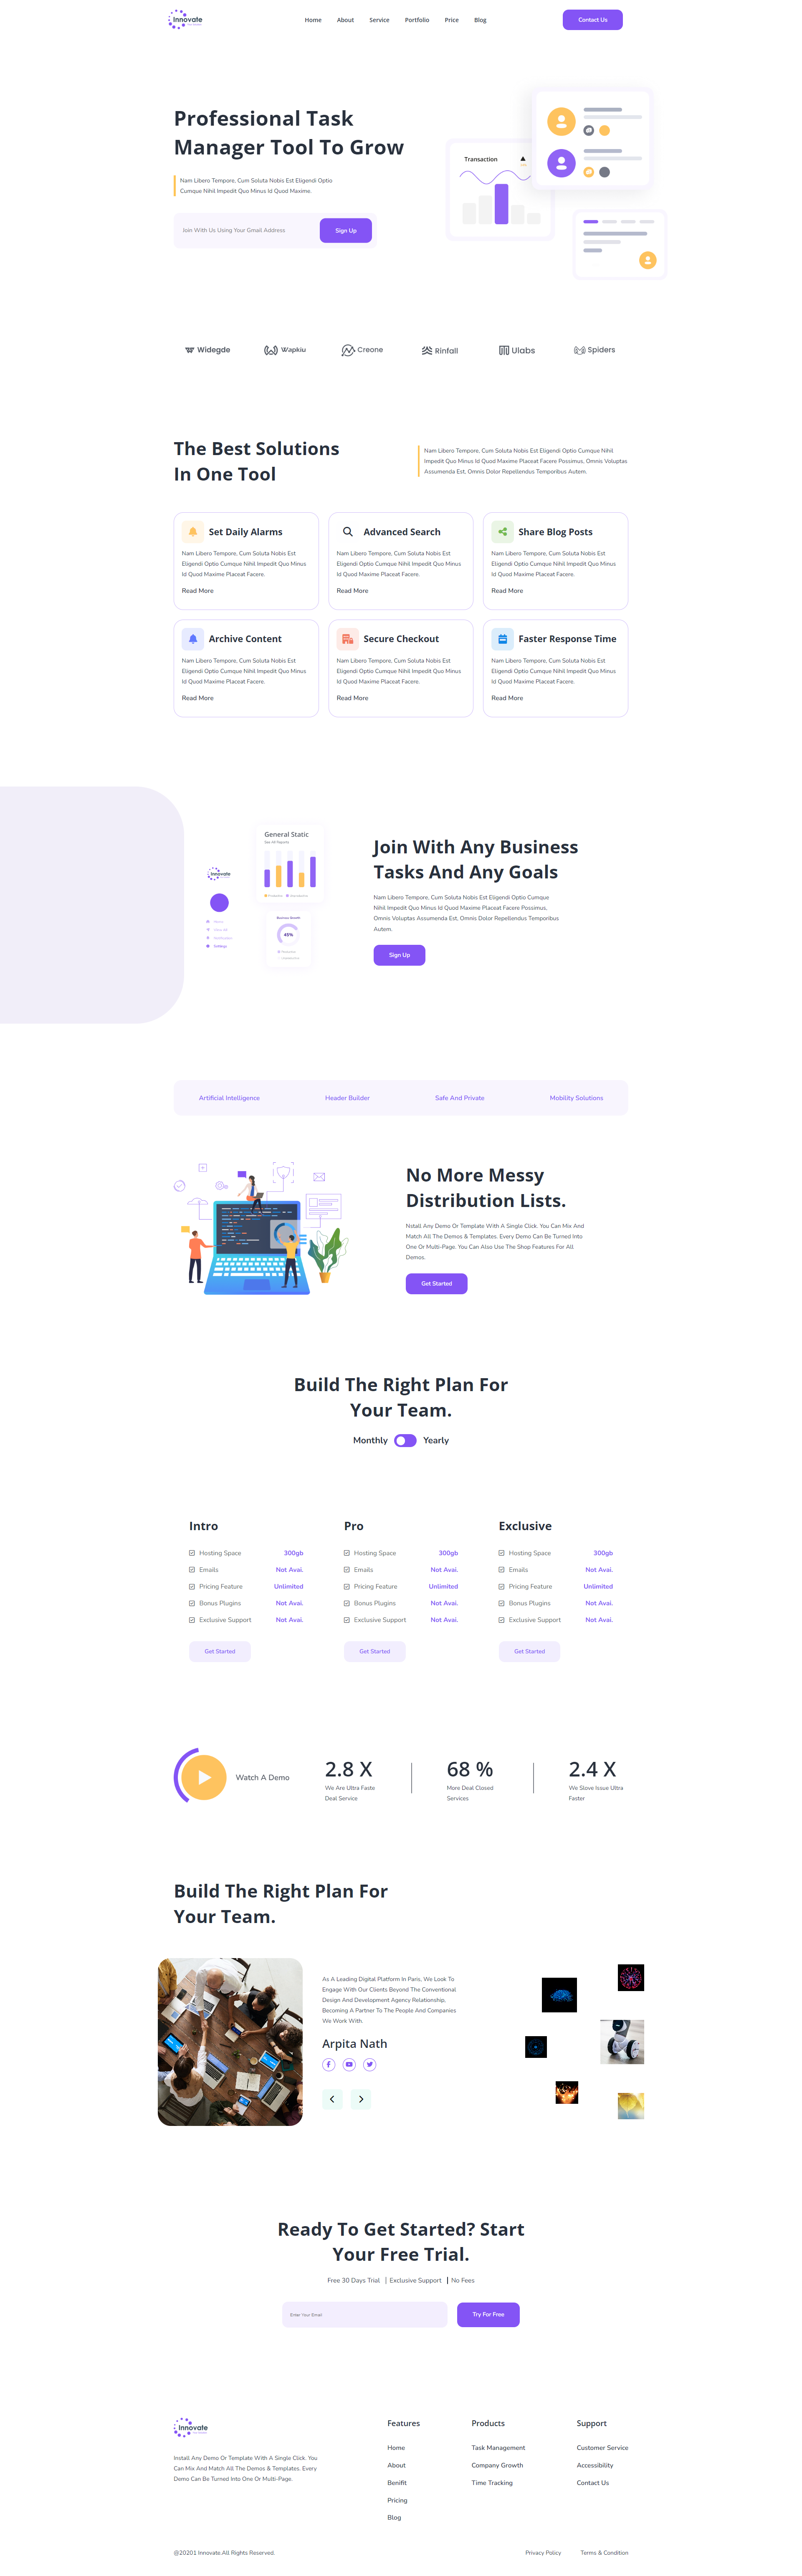 Innovate
Home About Service Portfolio Price Blog
Contact Us
Professional Task
Manager Tool To Grow
Nam Libero Tempore, Cum Soluta Nobis Est Eligendi Optio
Cumque Nihil Impedit Quo Minus Id Quod Maxime.
Join With Us Using Your Gmail Address
Sign Up
Transaction
Widegde
Wapkiu
Creone
Rinfall
Ulabs
Spiders
The Best Solutions
In One Tool
Nam Libero Tempore, Cum Soluta Nobis Est Eligendi Optio Cumque Nihil
Impedit Quo Minus Id Quod Maxime Placeat Facere Possimus, Omnis Voluptas
Assumenda Est, Omnis Dolor Repellendus Temporibus Autem.
Set Daily Alarms
Nam Libero Tempore, Cum Soluta Nobis Est
Eligendi Optio Cumque Nihil Impedit Quo Minus
Id Quod Maxime Placeat Facere.
Read More
Advanced Search
Nam Libero Tempore, Cum Soluta Nobis Est
Eligendi Optio Cumque Nihil Impedit Quo Minus
Id Quod Maxime Placeat Facere.
Read More
Share Blog Posts
Nam Libero Tempore, Cum Soluta Nobis Est
Eligendi Optio Cumque Nihil Impedit Quo Minus
Id Quod Maxime Placeat Facere.
Read More
Archive Content
Nam Libero Tempore, Cum Soluta Nobis Est
Eligendi Optio Cumque Nihil Impedit Quo Minus
Id Quod Maxime Placeat Facere.
Read More
Secure Checkout
Nam Libero Tempore, Cum Soluta Nobis Est
Eligendi Optio Cumque Nihil Impedit Quo Minus
Id Quod Maxime Placeat Facere.
Read More
Faster Response Time
Nam Libero Tempore, Cum Soluta Nobis Est
Eligendi Optio Cumque Nihil Impedit Quo Minus
Id Quod Maxime Placeat Facere.
Read More
Innovate
Settings
General Static
See All Reports
Business Growth
45%
Join With Any Business
Tasks And Any Goals
Nam Libero Tempore, Cum Soluta Nobis Est Eligendi Optio Cumque
Nihil Impedit Quo Minus Id Quod Maxime Placeat Facere Possimus,
Omnis Voluptas Assumenda Est, Omnis Dolor Repellendus Temporibus
Autem.
Sign Up
Artificial Intelligence
Header Builder
Safe And Private
Mobility Solutions
No More Messy
Distribution Lists.
Nstall Any Demo Or Template With A Single Click. You Can Mix And
Match All The Demos & Templates. Every Demo Can Be Turned Into
One Or Multi-Page. You Can Also Use The Shop Features For All
Demos.
Get Started
Build The Right Plan For
Your Team.
Monthly
Yearly
Intro
Hosting Space 300gb
Emails Not Avai.
Pricing Feature Unlimited
Bonus Plugins Not Avai.
Exclusive Support Not Avai.
Get Started
Pro
Hosting Space 300gb
Emails Not Avai.
Pricing Feature Unlimited
Bonus Plugins Not Avai.
Exclusive Support Not Avai.
Get Started
Exclusive
Hosting Space 300gb
Emails Not Avai.
Pricing Feature Unlimited
Bonus Plugins Not Avai.
Exclusive Support Not Avai.
Get Started
Watch A Demo
2.8 X
We Are Ultra Faste
Deal Service
68 %
More Deal Closed
Services
2.4 X
We Slove Issue Ultra
Faster
Build The Right Plan For
Your Team.
As A Leading Digital Platform In Paris, We Look To
Engage With Our Clients Beyond The Conventional
Design And Development Agency Relationship,
Becoming A Partner To The People And Companies
We Work With.
Arpita Nath
Ready To Get Started? Start
Your Free Trial.
Free 30 Days Trial | Exclusive Support | No Fees
Enter Your Email
Try For Free
Innovate
Install Any Demo Or Template With A Single Click. You
Can Mix And Match All The Demos & Templates. Every
Demo Can Be Turned Into One Or Multi-Page.
Features
Home
About
Benifit
Pricing
Blog
Products
Task Management
Company Growth
Time Tracking
Support
Customer Service
Accessibility
Contact Us
@20201 Innovate.All Rights Reserved.
Privacy Policy
Terms & Condition